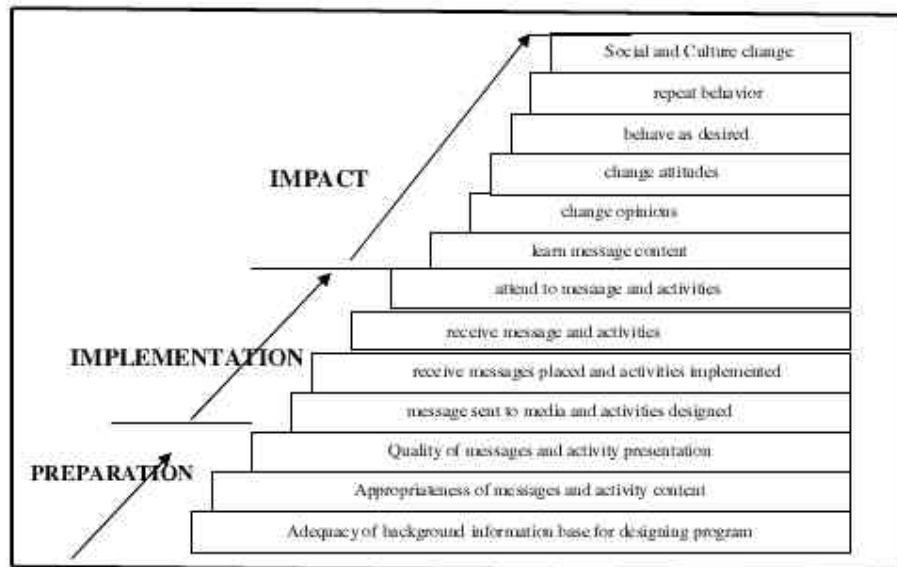 Social and Culture change
repeat behavior
behave as desired
IMPACT
change attitudes
change opinious
learn message content
attend to mesaage and activities
receive message and activities
IMPLEMENTATION
receive messages placed and activities implemented
message sent to media and activities designed
Quality of messages and activity presentation
PREPARATION
Appropriateness of messages and activity content
Adequacy of background information base for designing program